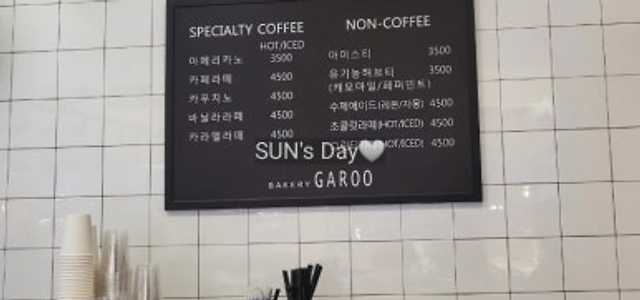 SPECIALTY COFFEE
HOT/ICED
아메리카노 3500
카페라떼 4500
카푸치노 4500
바닐라라떼 4500
카라멜라떼 4500
NON-COFFEE
아이스티 3500
유기농허브티 3500
(캐모마일/페퍼민트)
수제에이드(레몬/자몽) 4500
초콜릿라떼(HOT/ICED) 4500
(HOT/ICED) 4500
SUN's Day🤍
BAKERY GAROO